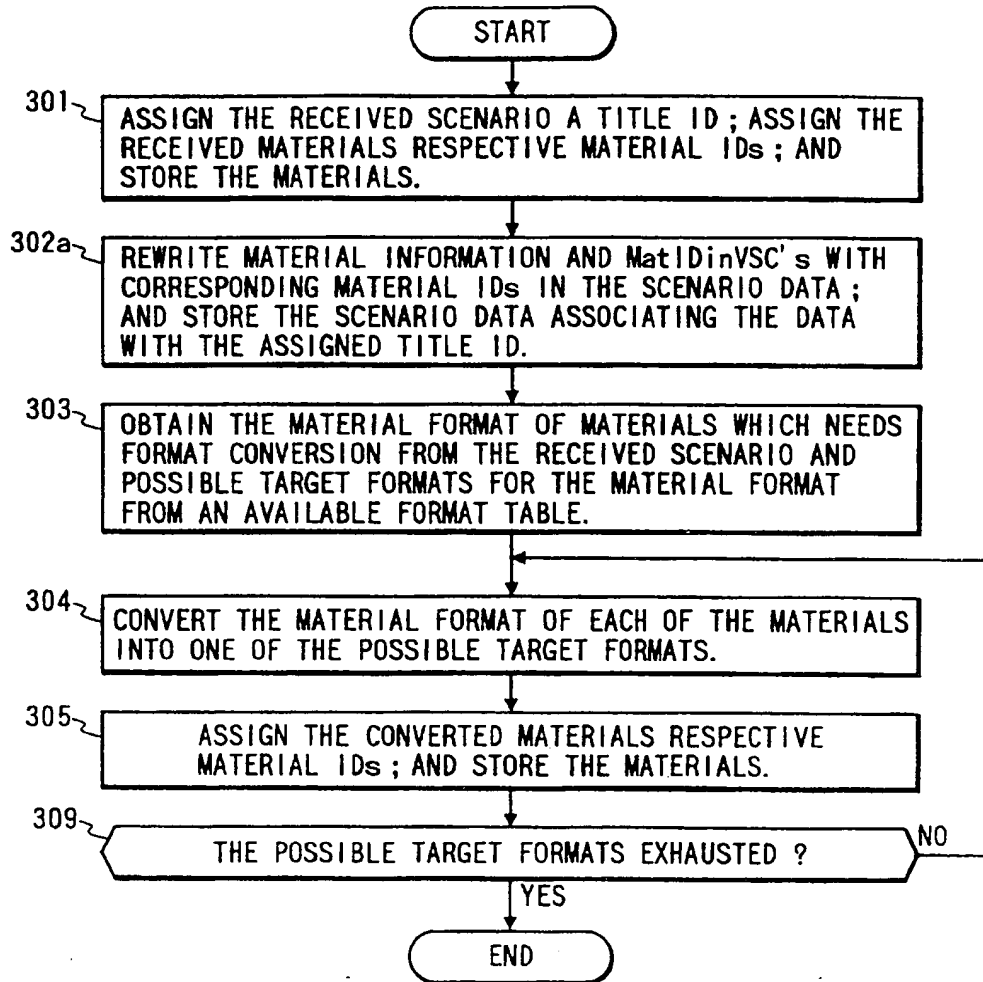 START
301
ASSIGN THE RECEIVED SCENARIO A TITLE ID ; ASSIGN THE
RECEIVED MATERIALS RESPECTIVE MATERIAL IDs ; AND
STORE THE MATERIALS.
302a
REWRITE MATERIAL INFORMATION AND MatIDinVSC's WITH
CORRESPONDING MATERIAL IDs IN THE SCENARIO DATA ;
AND STORE THE SCENARIO DATA ASSOCIATING THE DATA
WITH THE ASSIGNED TITLE ID.
303
OBTAIN THE MATERIAL FORMAT OF MATERIALS WHICH NEEDS
FORMAT CONVERSION FROM THE RECEIVED SCENARIO AND
POSSIBLE TARGET FORMATS FOR THE MATERIAL FORMAT
FROM AN AVAILABLE FORMAT TABLE.
304
CONVERT THE MATERIAL FORMAT OF EACH OF THE MATERIALS
INTO ONE OF THE POSSIBLE TARGET FORMATS.
305
ASSIGN THE CONVERTED MATERIALS RESPECTIVE
MATERIAL IDs ; AND STORE THE MATERIALS.
309
THE POSSIBLE TARGET FORMATS EXHAUSTED ?
NO
YES
END